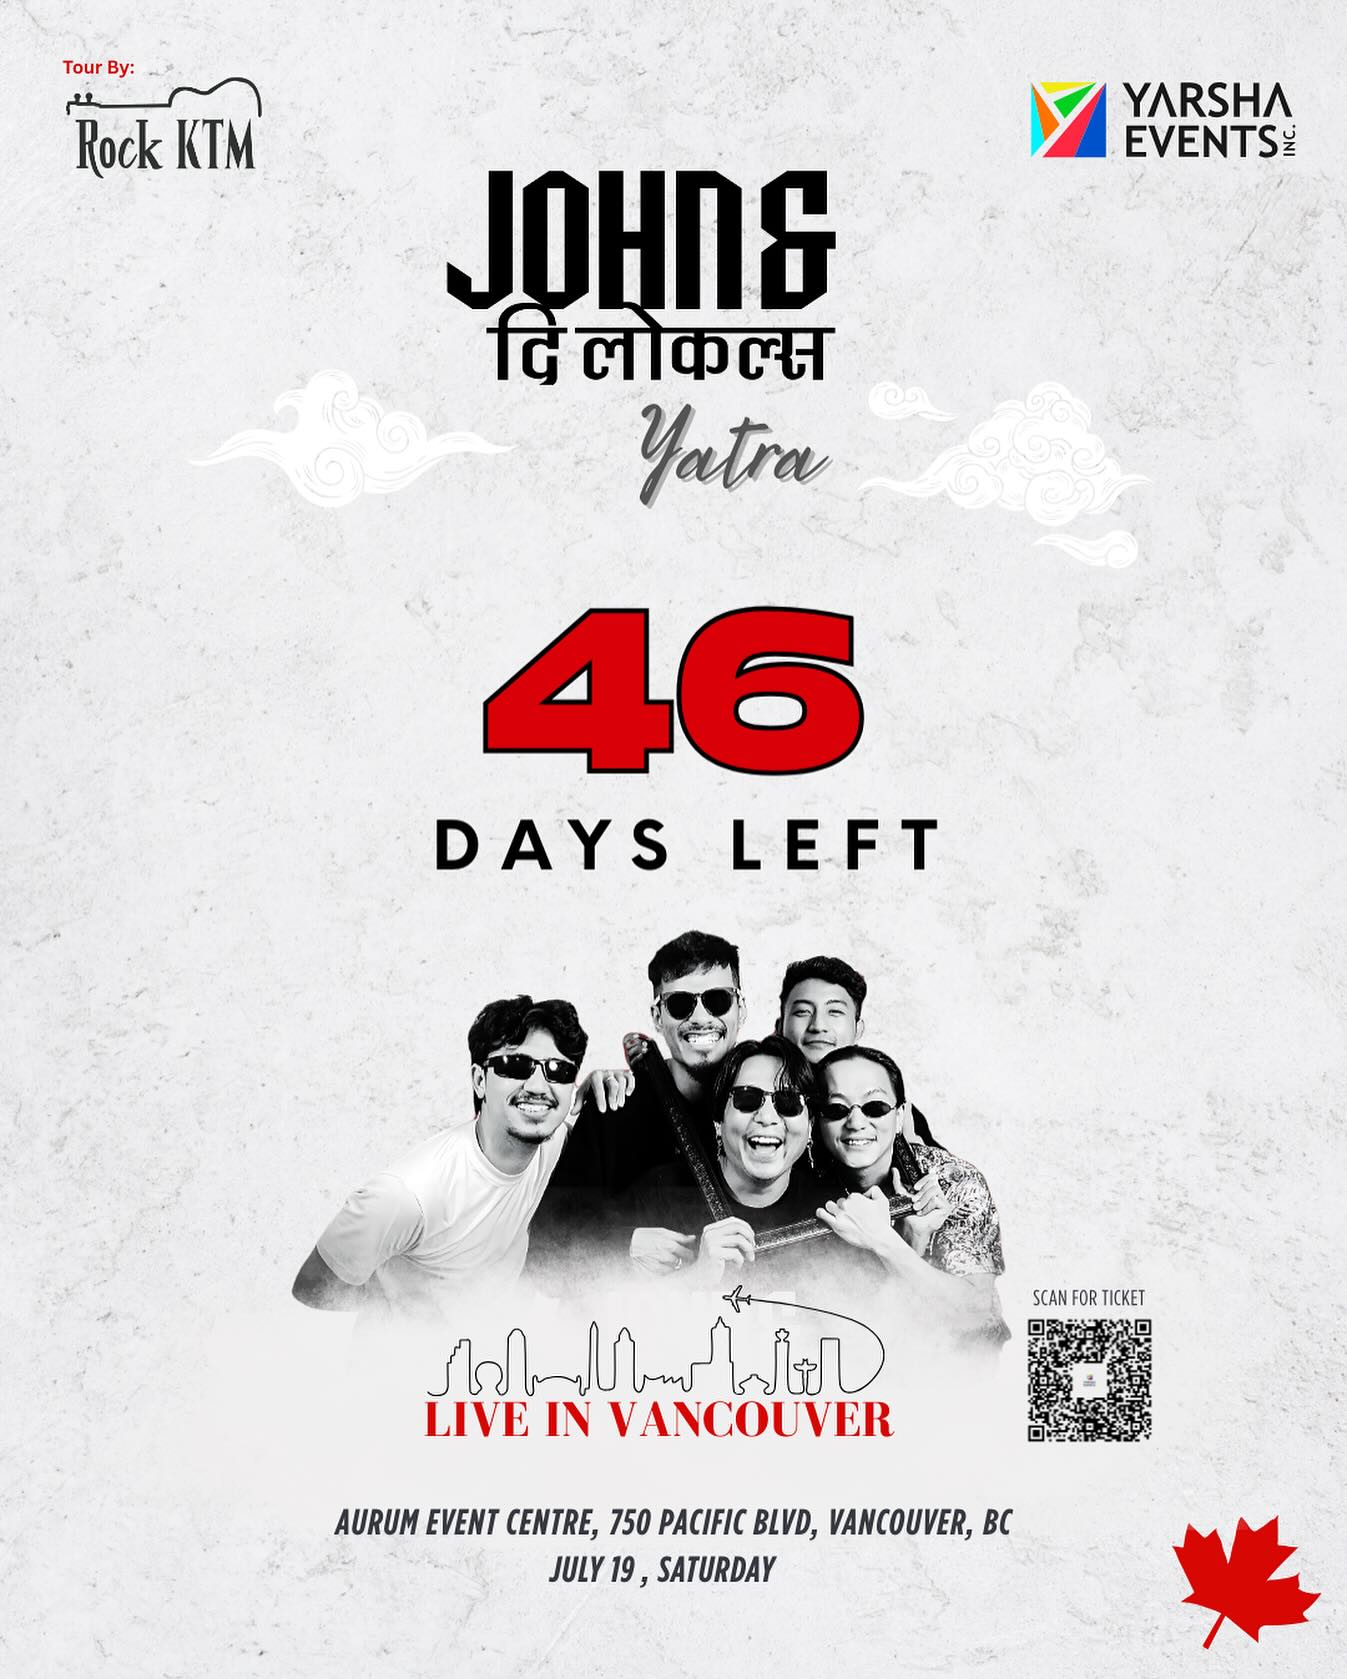 Tour By:
Rock KTM
YARSHA
EVENTS INC.
JOHN&
दि लोकल्स
Yatra
46
DAYS LEFT
SCAN FOR TICKET
LIVE IN VANCOUVER
AURUM EVENT CENTRE, 750 PACIFIC BLVD, VANCOUVER, BC
JULY 19 , SATURDAY